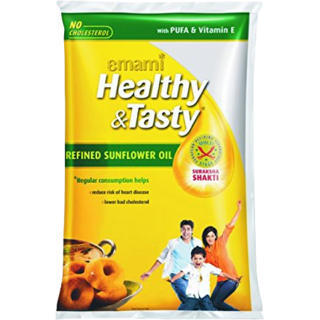 NO
CHOLESTEROL
With PUFA & Vitamin E
emami
Healthy
&Tasty
REFINED SUNFLOWER OIL
SURAKSHA
SHAKTI
*Regular consumption helps
reduce risk of heart disease
lower bad cholesterol